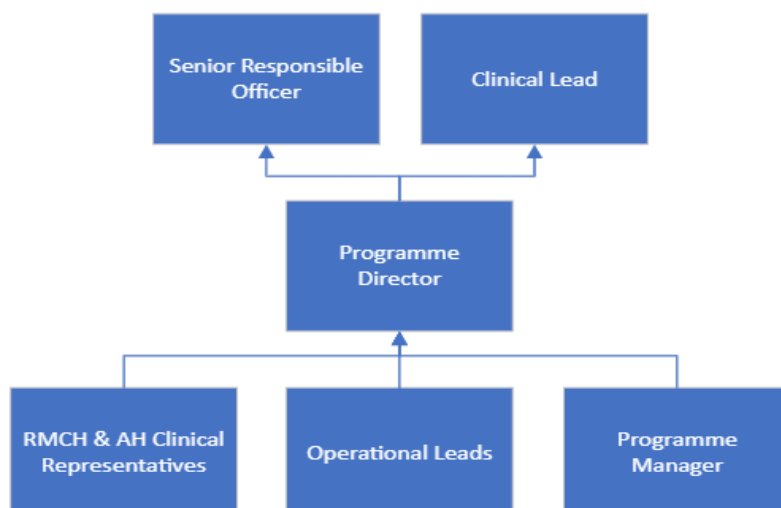 Senior Responsible
Officer
Clinical Lead
Programme
Director
RMCH & AH Clinical
Representatives
Operational Leads
Programme
Manager